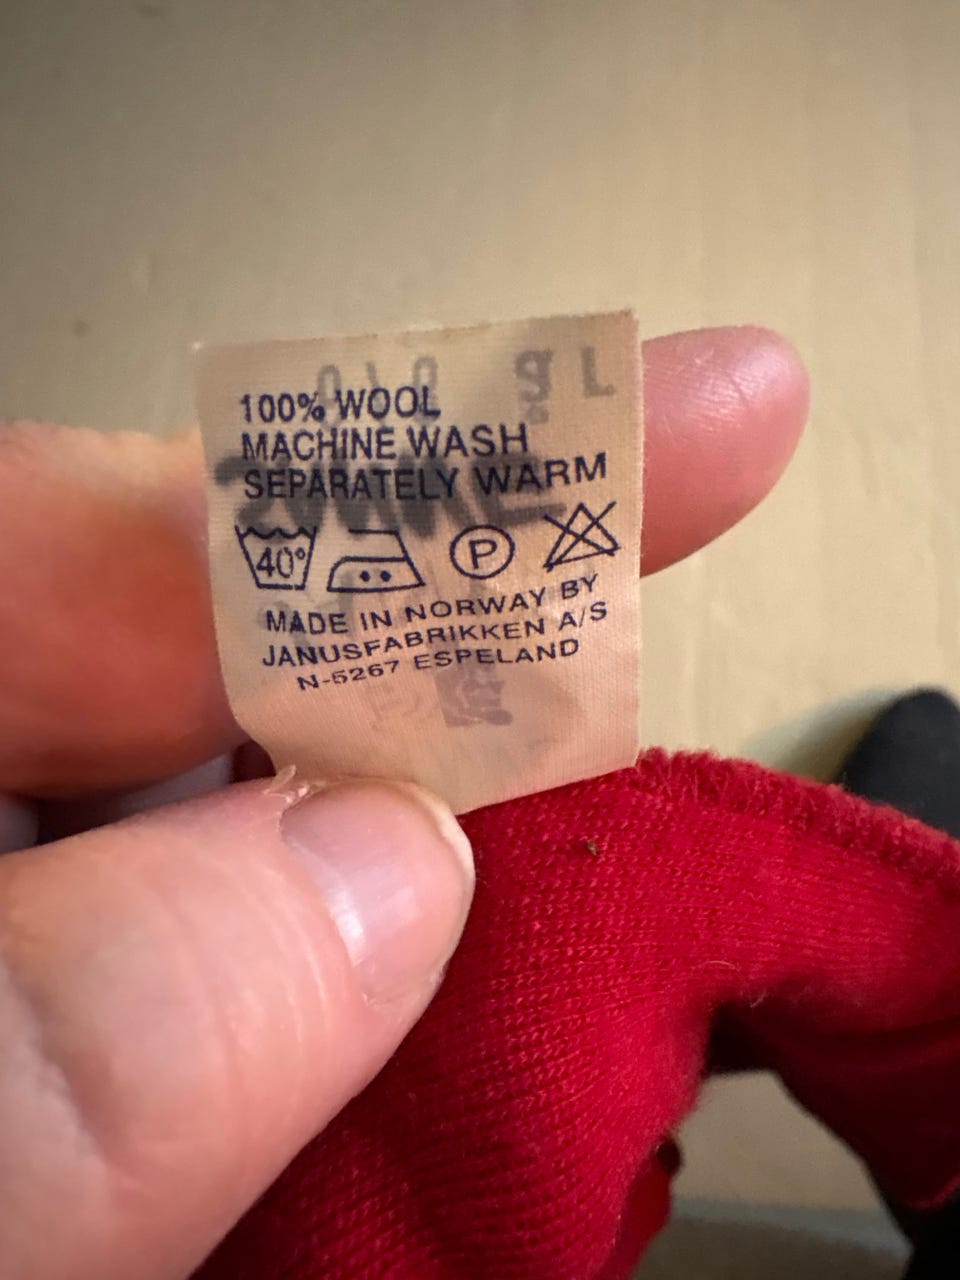 100% WOOL
MACHINE WASH
SEPARATELY WARM
40°
P
MADE IN NORWAY BY
JANUSFABRIKKEN A/S
N-5267 ESPELAND